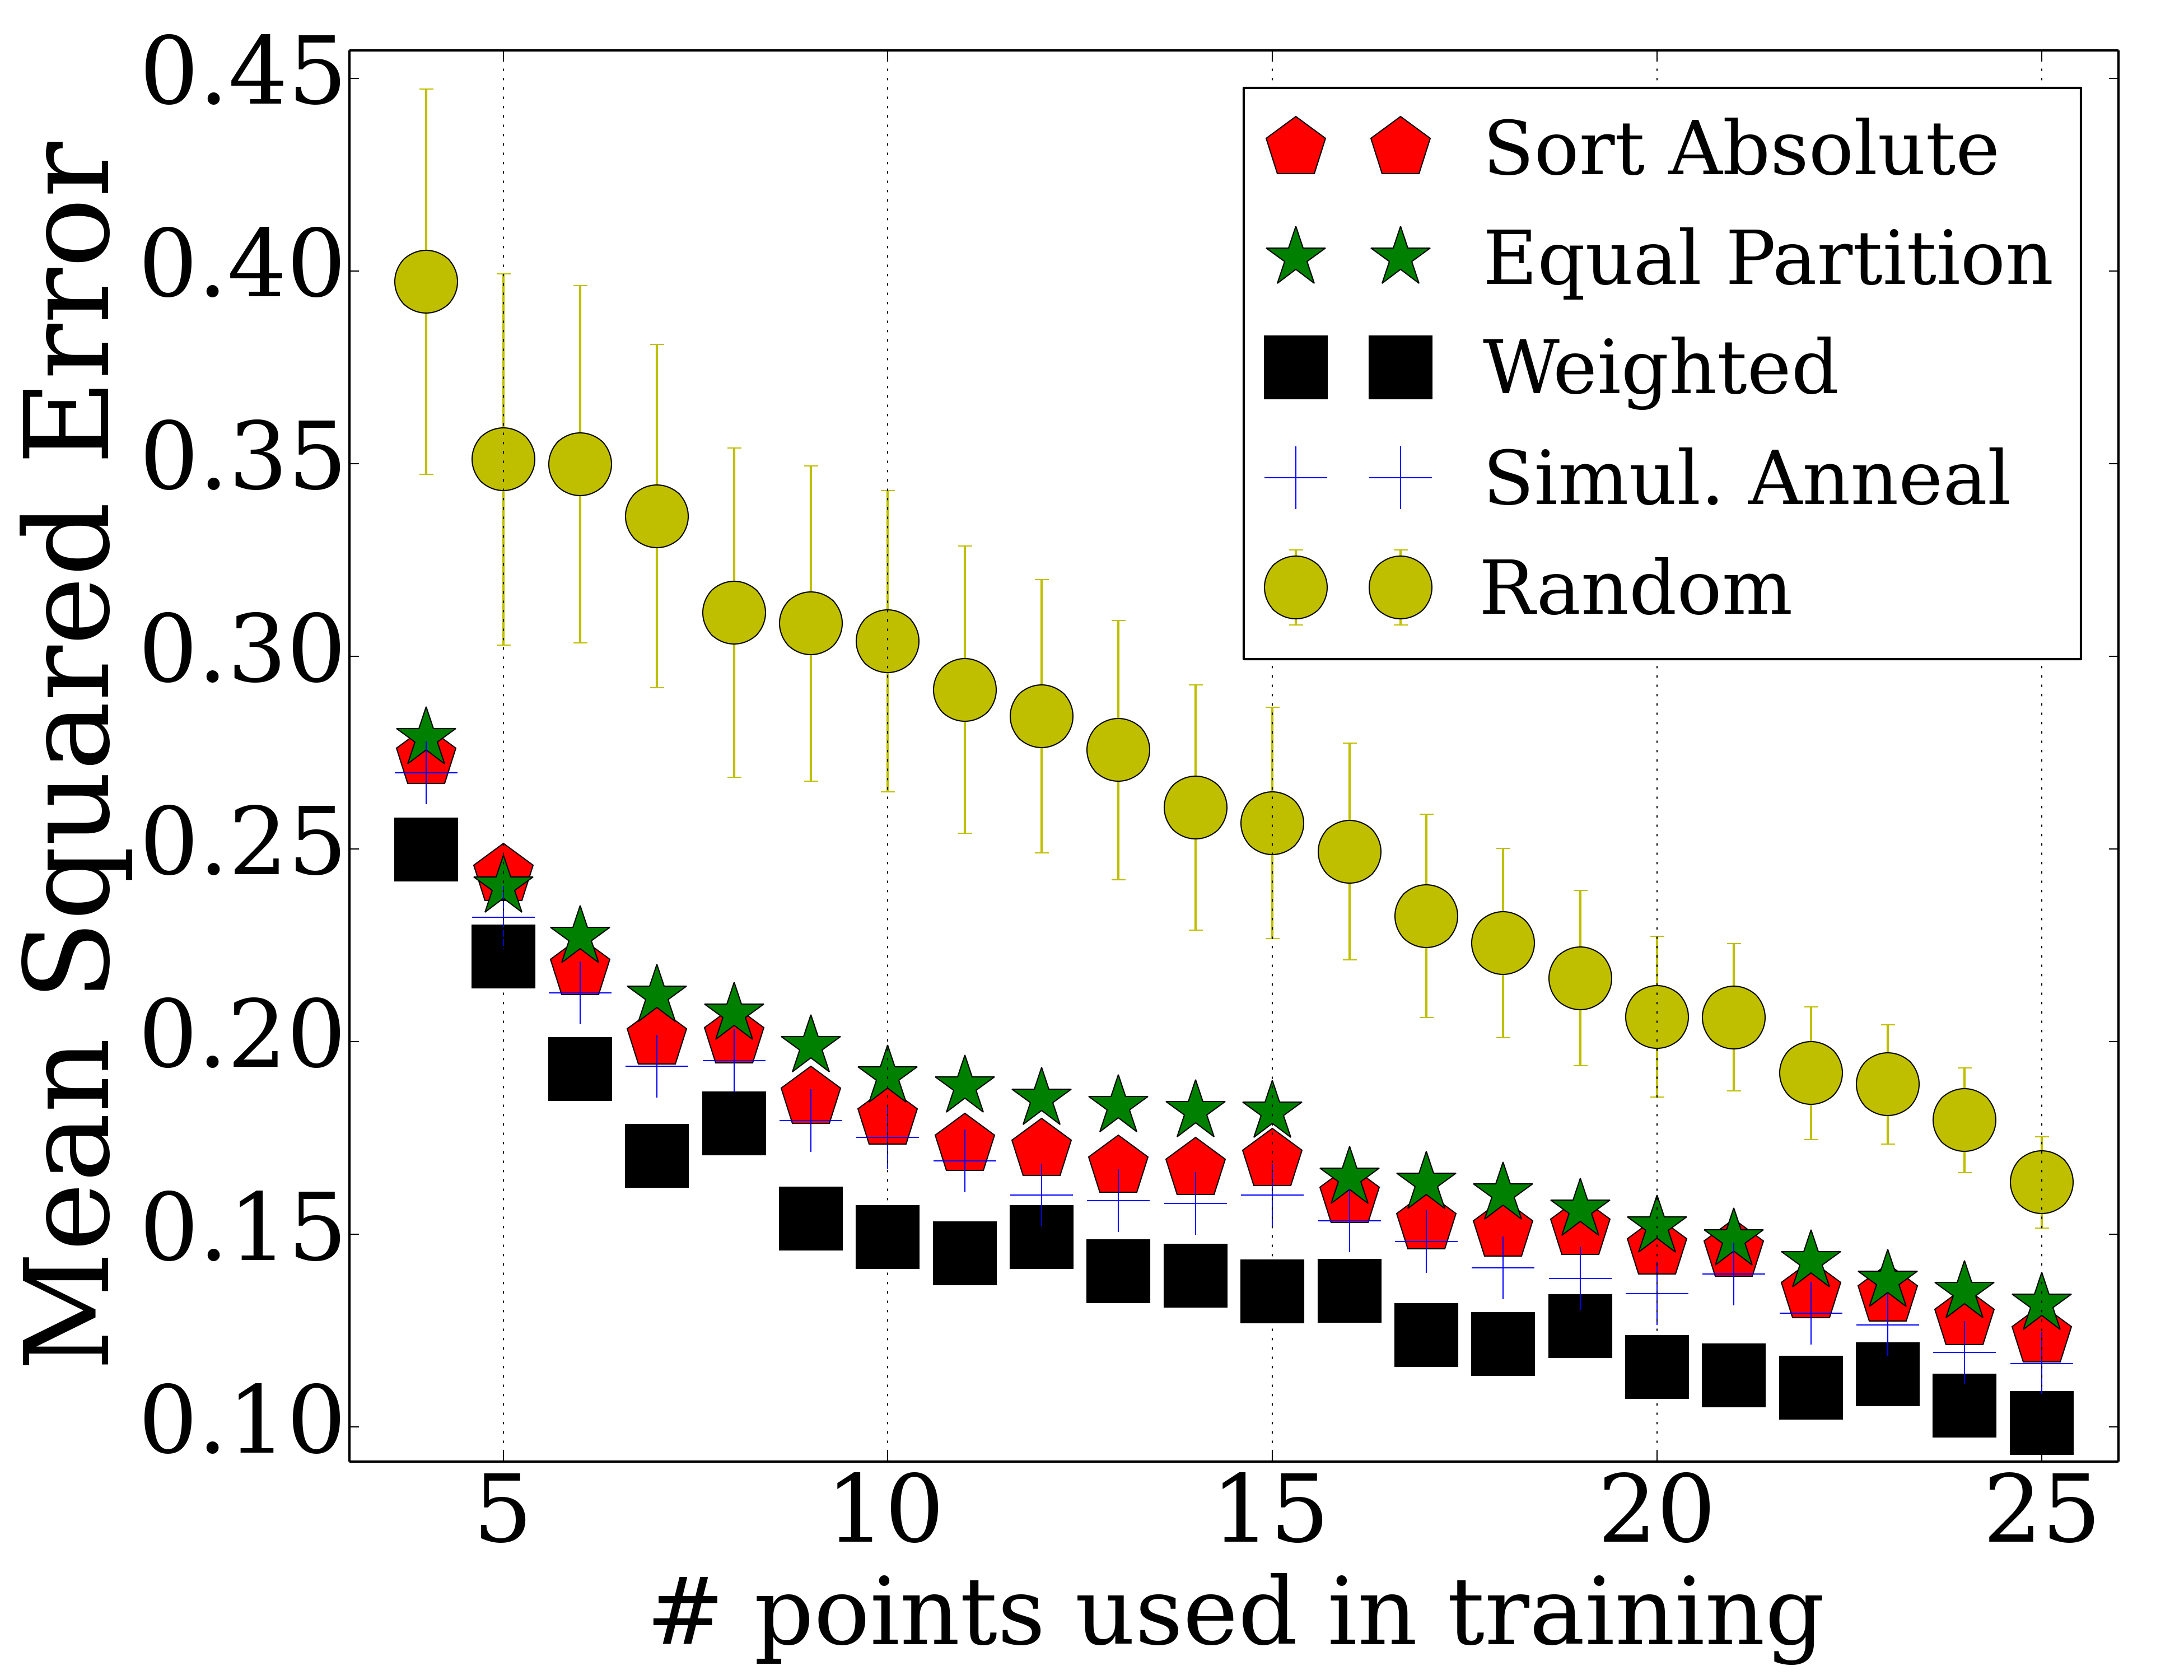 Mean Squared Error
0.45
0.40
0.35
0.30
0.25
0.20
0.15
0.10
Sort Absolute
Equal Partition
Weighted
Simul. Anneal
Random
5 10 15 20 25
# points used in training